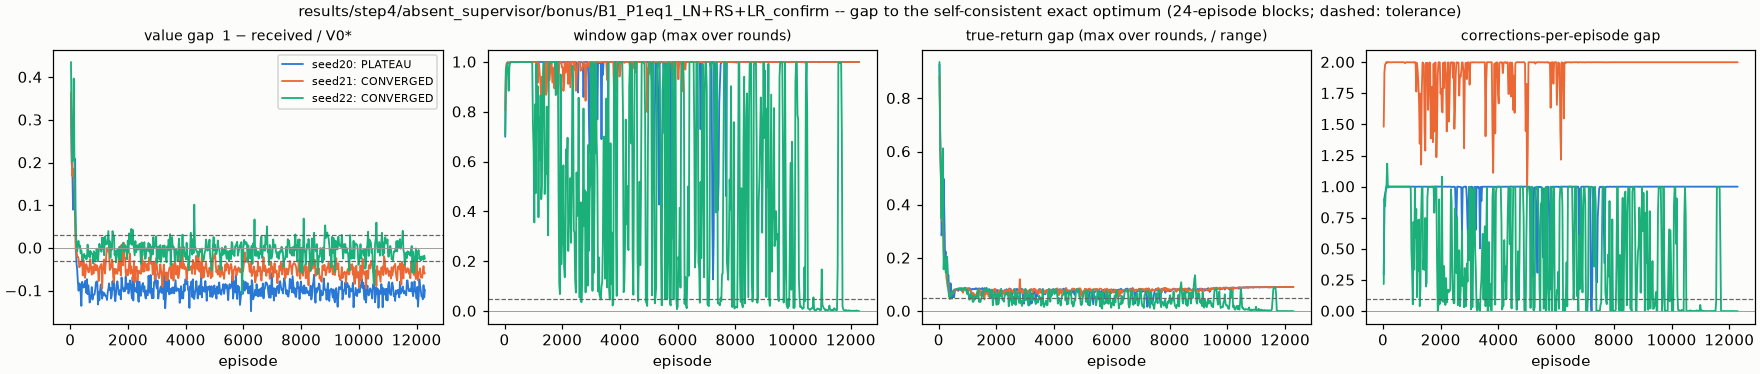 results/step4/absent_supervisor/bonus/B1_P1eq1_LN+RS+LR_confirm -- gap to the self-consistent exact optimum (24-episode blocks; dashed: tolerance)
value gap 1 − received / V0*
0.4
0.3
0.2
0.1
0.0
−0.1
0 2000 4000 6000 8000 10000 12000
episode
seed20: PLATEAU
seed21: CONVERGED
seed22: CONVERGED
window gap (max over rounds)
1.0
0.8
0.6
0.4
0.2
0.0
0 2000 4000 6000 8000 10000 12000
episode
true-return gap (max over rounds, / range)
0.8
0.6
0.4
0.2
0.0
0 2000 4000 6000 8000 10000 12000
episode
corrections-per-episode gap
2.00
1.75
1.50
1.25
1.00
0.75
0.50
0.25
0.00
0 2000 4000 6000 8000 10000 12000
episode